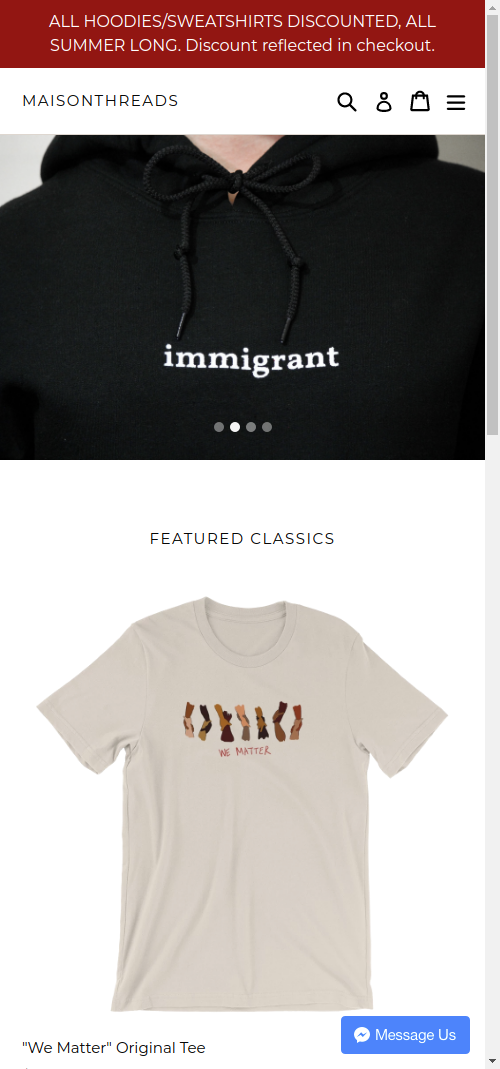 ALL HOODIES/SWEATSHIRTS DISCOUNTED, ALL
SUMMER LONG. Discount reflected in checkout.
MAISONTHREADS
immigrant
FEATURED CLASSICS
WE MATTER
"We Matter" Original Tee
Message Us